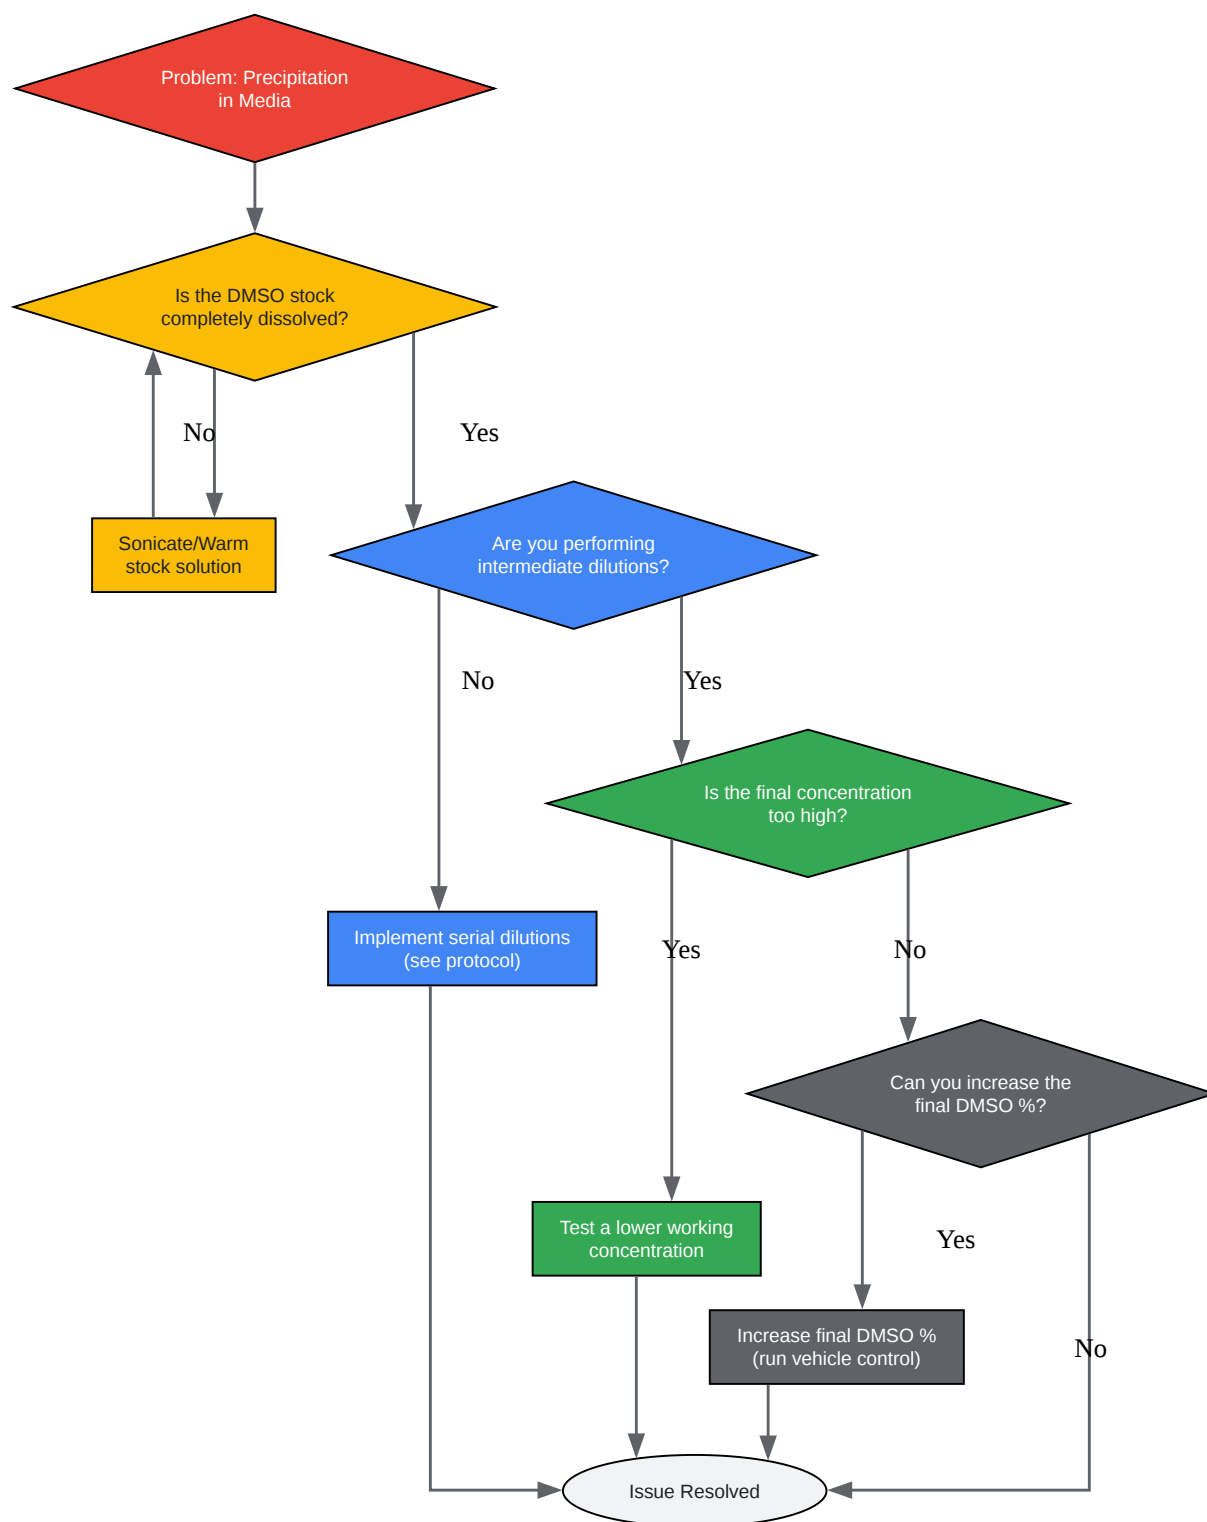 Problem: Precipitation
in Media
Is the DMSO stock
completely dissolved?
No
Yes
Sonicate/Warm
stock solution
Are you performing
intermediate dilutions?
No
Yes
Is the final concentration
too high?
Implement serial dilutions
(see protocol)
Yes
No
Can you increase the
final DMSO %?
Test a lower working
concentration
Yes
Increase final DMSO %
(run vehicle control)
No
Issue Resolved